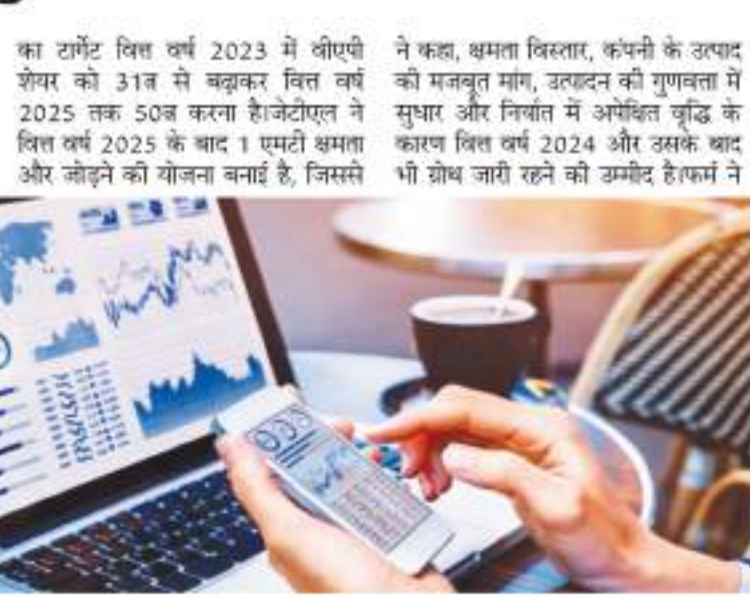 का टार्गेट वित्त वर्ष 2023 में वीएपी
शेयर को 31त्न से बढ़ाकर वित्त वर्ष
2025 तक 50त्न करना है।जेटीएल ने
वित्त वर्ष 2025 के बाद 1 एमटी क्षमता
और जोड़ने की योजना बनाई है, जिससे
ने कहा, क्षमता विस्तार, कंपनी के उत्पाद
की मजबूत मांग, उत्पादन की गुणवत्ता में
सुधार और निर्यात में अपेक्षित वृद्धि के
कारण वित्त वर्ष 2024 और उसके बाद
भी ग्रोथ जारी रहने की उम्मीद है।फर्म ने